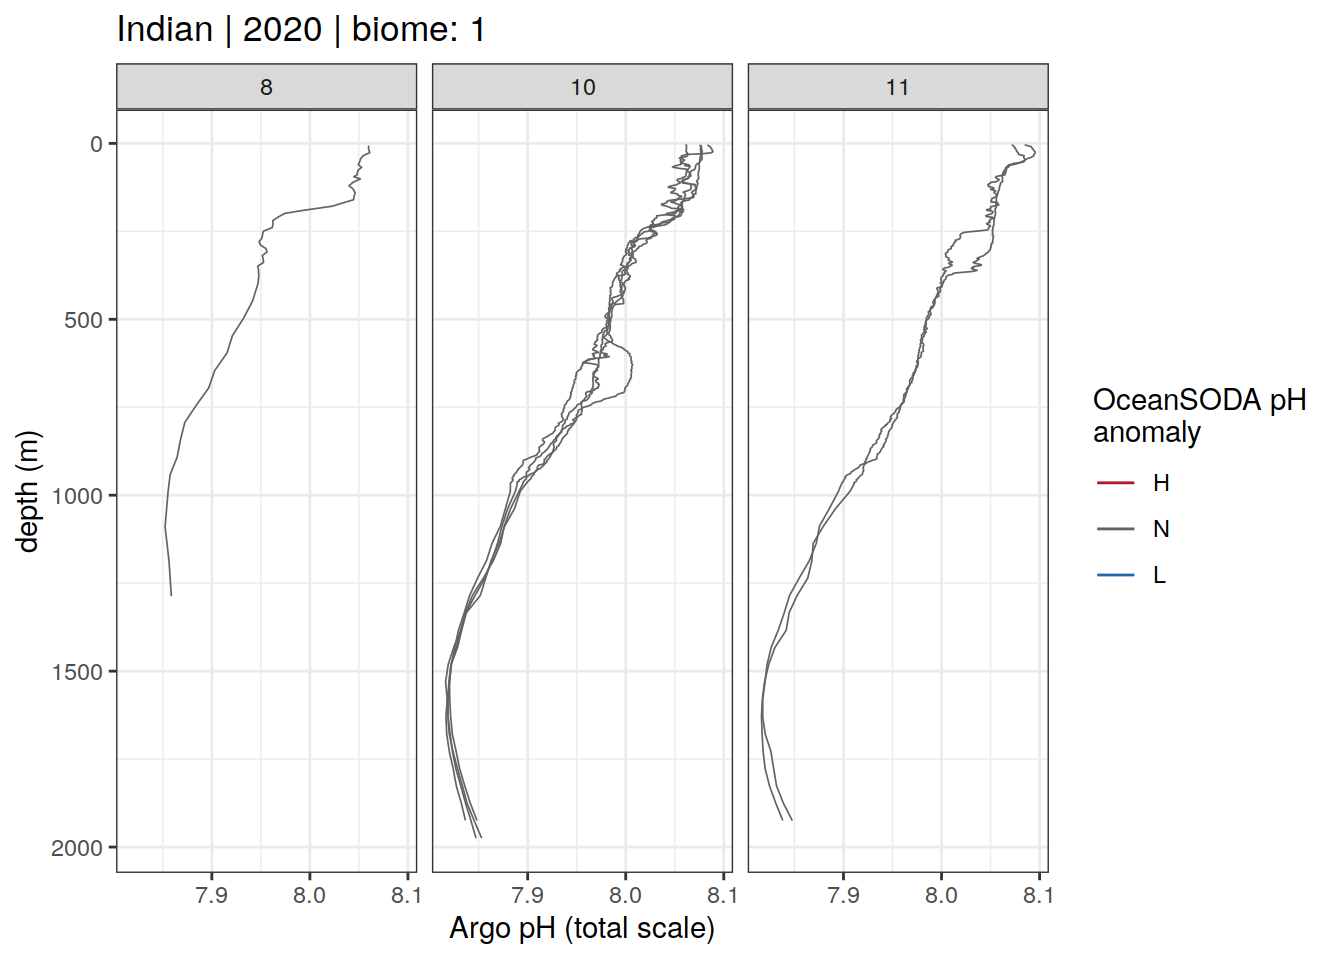 Indian | 2020 | biome: 1
8 10 11
0
500
1000
1500
2000
depth (m)
7.9 8.0 8.1 7.9 8.0 8.1 7.9 8.0 8.1
Argo pH (total scale)
OceanSODA pH
anomaly
H
N
L